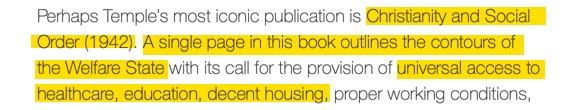 Perhaps Temple’s most iconic publication is Christianity and Social
Order (1942). A single page in this book outlines the contours of
the Welfare State with its call for the provision of universal access to
healthcare, education, decent housing, proper working conditions,